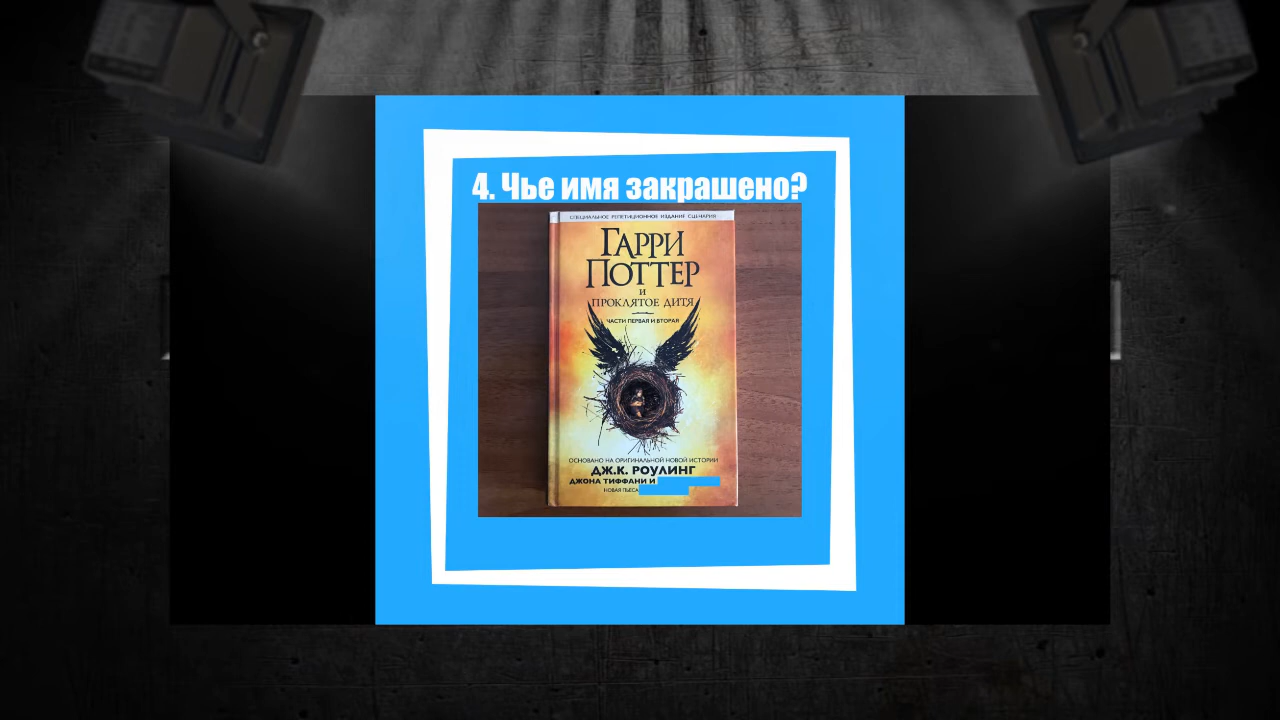 4. Чье имя закрашено?
СПЕЦИАЛЬНОЕ РЕПЕТИЦИОННОЕ ИЗДАНИЕ СЦЕНАРИЯ
ГАРРИ
ПОТТЕР
И
ПРОКЛЯТОЕ ДИТЯ
ЧАСТИ ПЕРВАЯ И ВТОРАЯ
ОСНОВАНО НА ОРИГИНАЛЬНОЙ НОВОЙ ИСТОРИИ
ДЖ.К. РОУЛИНГ
ДЖОНА ТИФФАНИ И
НОВАЯ ПЬЕСА